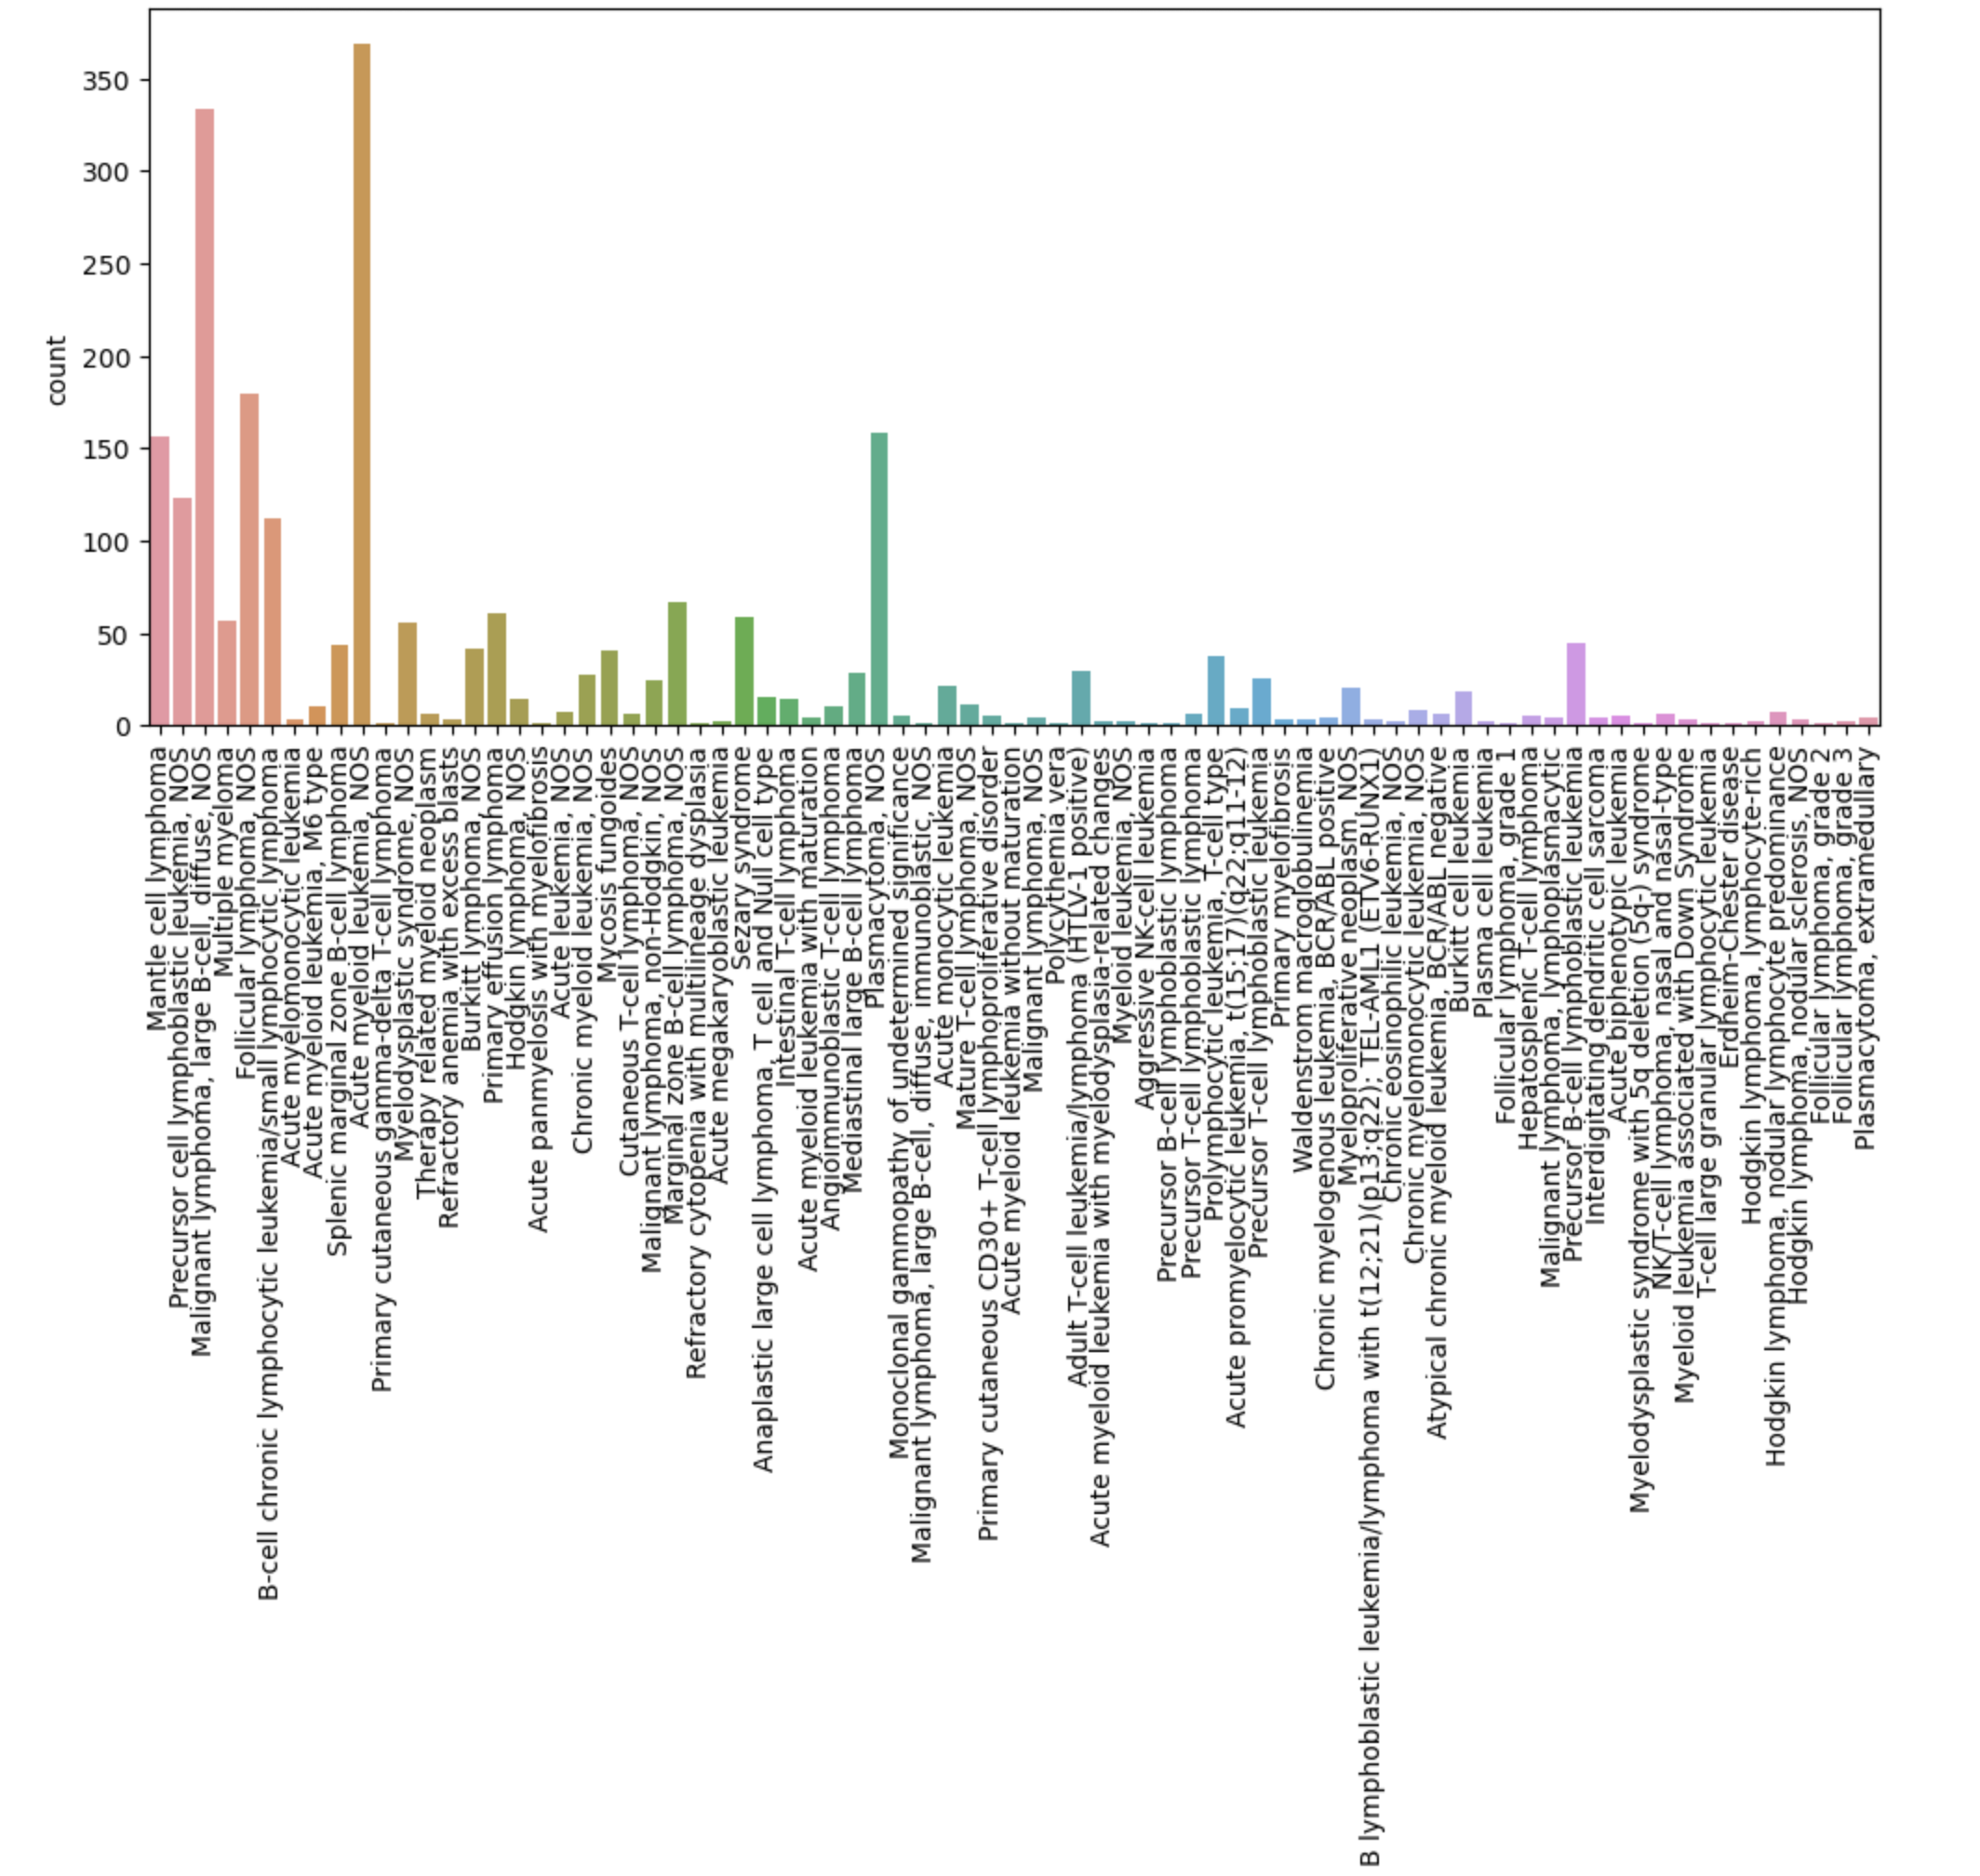 count
350
300
250
200
150
100
50
0
Mantle cell lymphoma
Precursor cell lymphoblastic leukemia, NOS
Malignant lymphoma, large B-cell, diffuse, NOS
Multiple myeloma
Follicular lymphoma, NOS
B-cell chronic lymphocytic leukemia/small lymphocytic lymphoma
Acute myelomonocytic leukemia
Acute myeloid leukemia, M6 type
Splenic marginal zone B-cell lymphoma
Acute myeloid leukemia, NOS
Primary cutaneous gamma-delta T-cell lymphoma
Myelodysplastic syndrome, NOS
Therapy related myeloid neoplasm
Refractory anemia with excess blasts
Burkitt lymphoma, NOS
Primary effusion lymphoma
Hodgkin lymphoma, NOS
Acute panmyelosis with myelofibrosis
Acute leukemia, NOS
Chronic myeloid leukemia, NOS
Mycosis fungoides
Cutaneous T-cell lymphoma, NOS
Malignant lymphoma, non-Hodgkin, NOS
Marginal zone B-cell lymphoma, NOS
Refractory cytopenia with multilineage dysplasia
Acute megakaryoblastic leukemia
Sezary syndrome
Anaplastic large cell lymphoma, T cell and Null cell type
Intestinal T-cell lymphoma
Acute myeloid leukemia with maturation
Angioimmunoblastic T-cell lymphoma
Mediastinal large B-cell lymphoma
Plasmacytoma, NOS
Monoclonal gammopathy of undetermined significance
Malignant lymphoma, large B-cell, diffuse, immunoblastic, NOS
Acute monocytic leukemia
Mature T-cell lymphoma, NOS
Primary cutaneous CD30+ T-cell lymphoproliferative disorder
Acute myeloid leukemia without maturation
Malignant lymphoma, NOS
Polycythemia vera
Adult T-cell leukemia/lymphoma (HTLV-1 positive)
Acute myeloid leukemia with myelodysplasia-related changes
Myeloid leukemia, NOS
Aggressive NK-cell leukemia
Precursor B-cell lymphoblastic lymphoma
Precursor T-cell lymphoblastic lymphoma
Prolymphocytic leukemia, T-cell type
Acute promyelocytic leukemia, t(15;17)(q22;q11-12)
Precursor T-cell lymphoblastic leukemia
Primary myelofibrosis
Waldenstrom macroglobulinemia
Chronic myelogenous leukemia, BCR/ABL positive
Myeloproliferative neoplasm, NOS
B lymphoblastic leukemia/lymphoma with t(12;21)(p13;q22); TEL-AML1 (ETV6-RUNX1)
Chronic eosinophilic leukemia, NOS
Chronic myelomonocytic leukemia, NOS
Atypical chronic myeloid leukemia, BCR/ABL negative
Burkitt cell leukemia
Plasma cell leukemia
Follicular lymphoma, grade 1
Hepatosplenic T-cell lymphoma
Malignant lymphoma, lymphoplasmacytic
Precursor B-cell lymphoblastic leukemia
Interdigitating dendritic cell sarcoma
Acute biphenotypic leukemia
Myelodysplastic syndrome with 5q deletion (5q-) syndrome
NK/T-cell lymphoma, nasal and nasal-type
Myeloid leukemia associated with Down Syndrome
T-cell large granular lymphocytic leukemia
Erdheim-Chester disease
Hodgkin lymphoma, lymphocyte-rich
Hodgkin lymphoma, nodular lymphocyte predominance
Hodgkin lymphoma, nodular sclerosis, NOS
Follicular lymphoma, grade 2
Follicular lymphoma, grade 3
Plasmacytoma, extramedullary